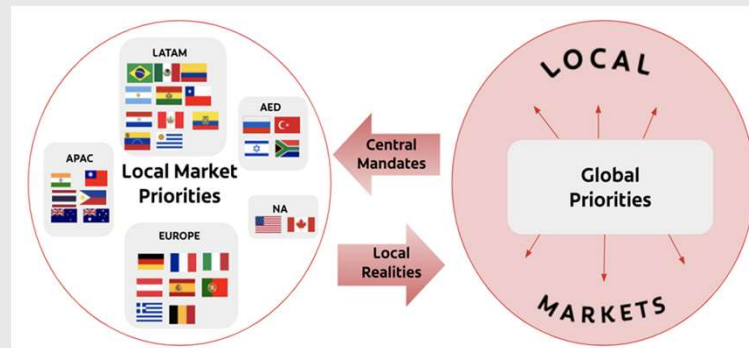 LATAM
AED
APAC
Local Market
Priorities
NA
EUROPE
Central
Mandates
Local
Realities
LOCAL
Global
Priorities
MARKETS